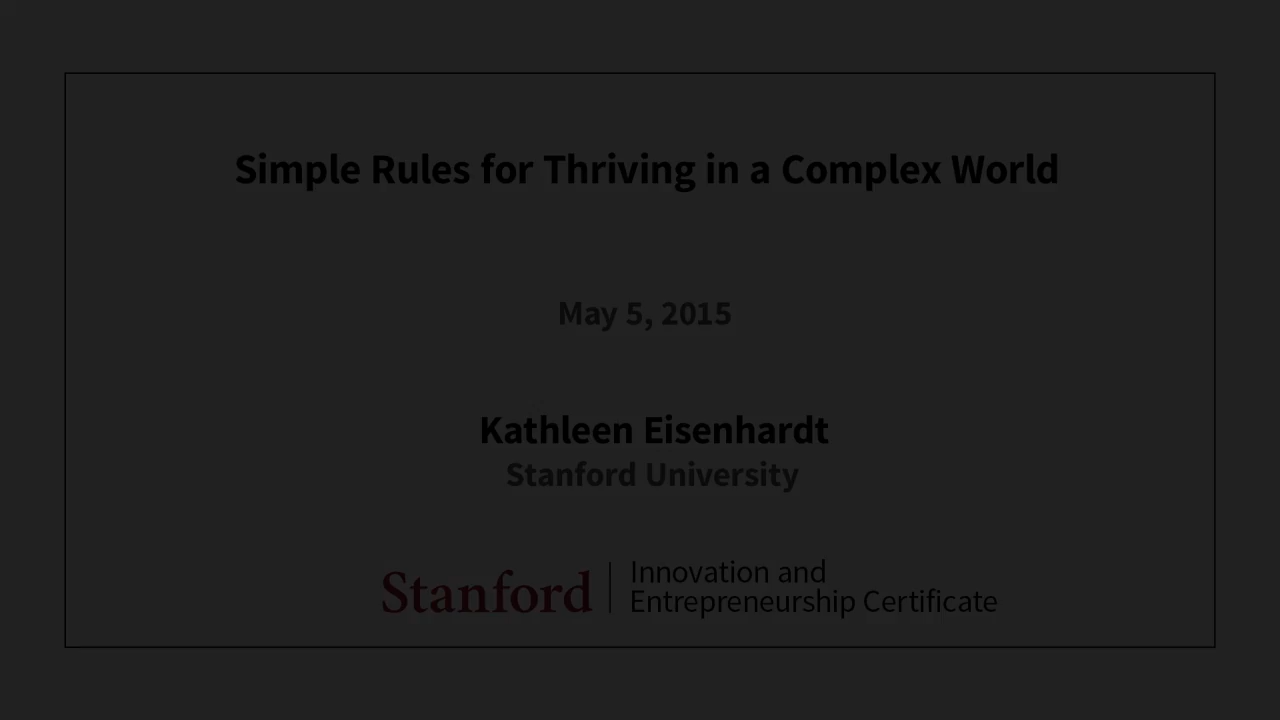 Simple Rules for Thriving in a Complex World
May 5, 2015
Kathleen Eisenhardt
Stanford University
Stanford
Innovation and
Entrepreneurship Certificate